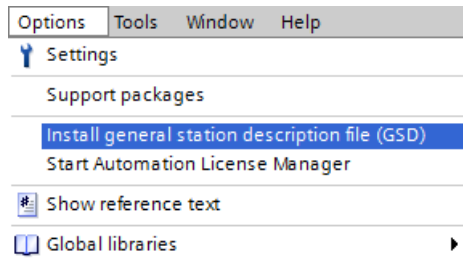 Options Tools Window Help
Settings
Support packages
Install general station description file (GSD)
Start Automation License Manager
Show reference text
Global libraries